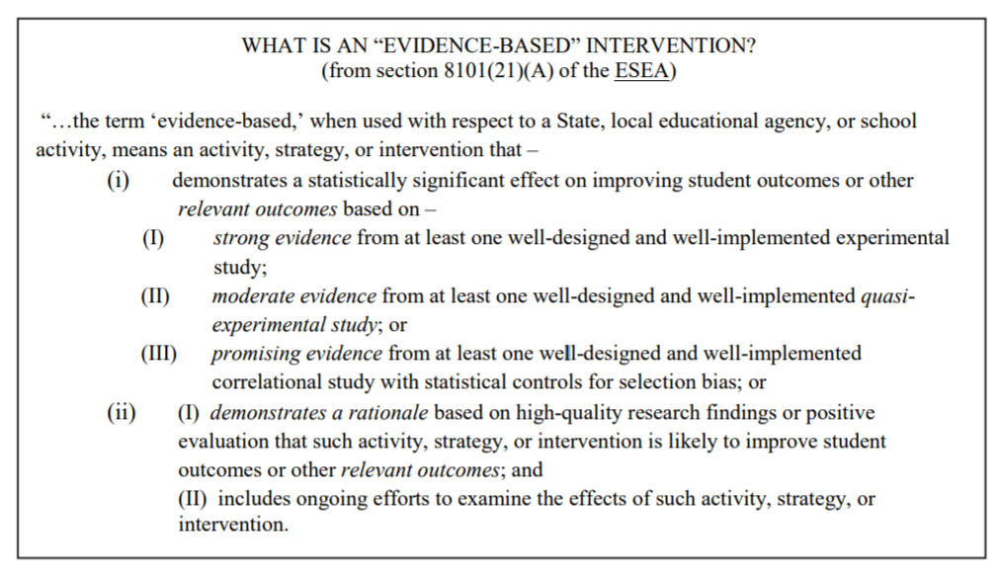 WHAT IS AN “EVIDENCE-BASED” INTERVENTION?
(from section 8101(21)(A) of the ESEA)
“…the term ‘evidence-based,’ when used with respect to a State, local educational agency, or school
activity, means an activity, strategy, or intervention that –
(i) demonstrates a statistically significant effect on improving student outcomes or other
relevant outcomes based on –
(I) strong evidence from at least one well-designed and well-implemented experimental
study;
(II) moderate evidence from at least one well-designed and well-implemented quasi-
experimental study; or
(III) promising evidence from at least one well-designed and well-implemented
correlational study with statistical controls for selection bias; or
(ii) (I) demonstrates a rationale based on high-quality research findings or positive
evaluation that such activity, strategy, or intervention is likely to improve student
outcomes or other relevant outcomes; and
(II) includes ongoing efforts to examine the effects of such activity, strategy, or
intervention.